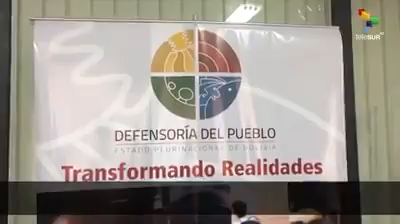 teleSUR
DEFENSORÍA DEL PUEBLO
ESTADO PLURINACIONAL DE BOLIVIA
Transformando Realidades